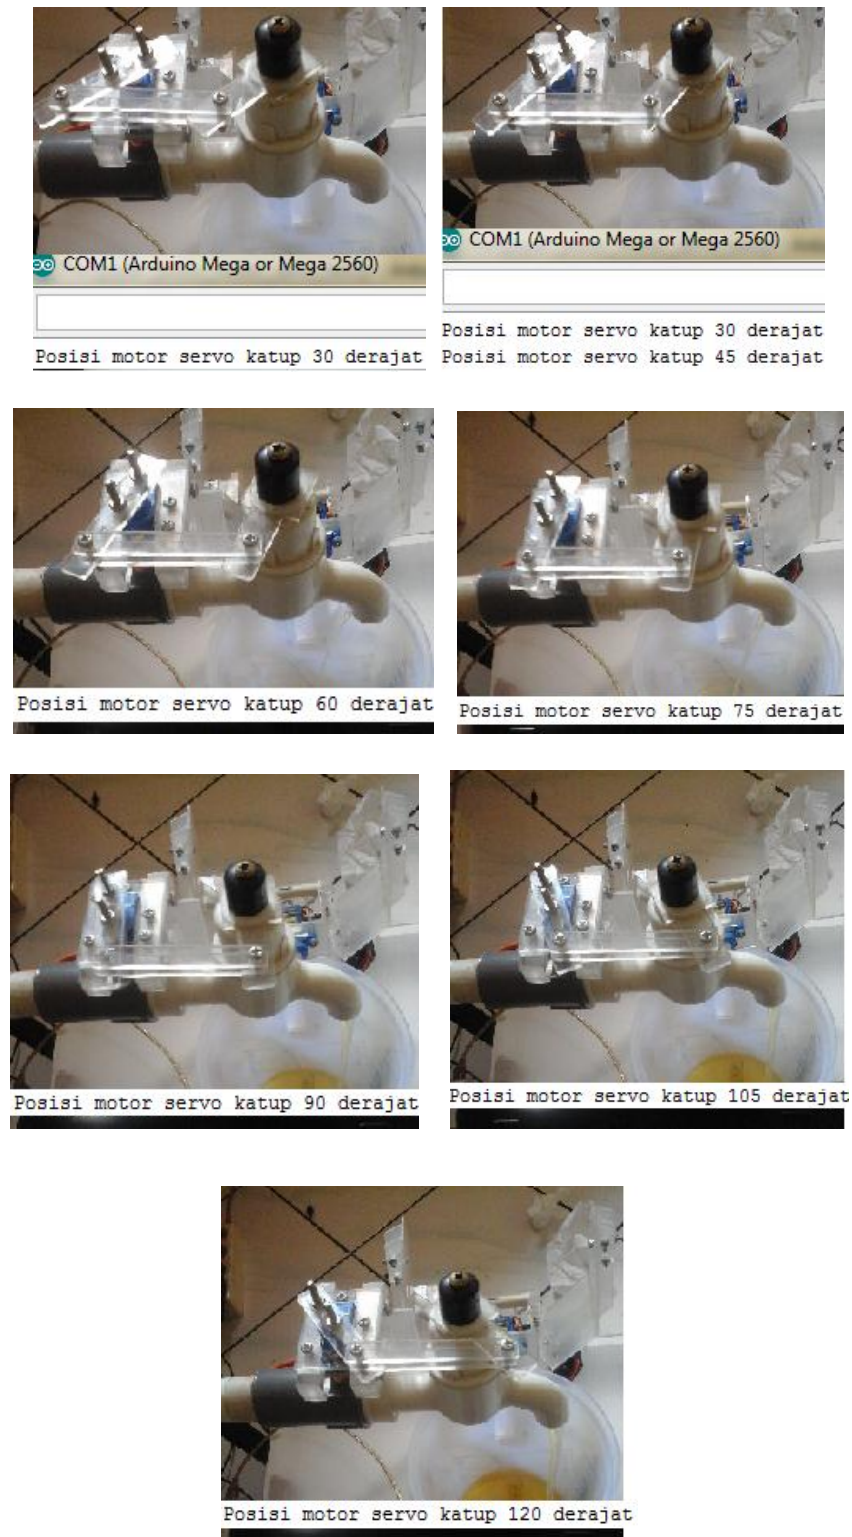 COM1 (Arduino Mega or Mega 2560)
Posisi motor servo katup 30 derajat
COM1 (Arduino Mega or Mega 2560)
Posisi motor servo katup 30 derajat
Posisi motor servo katup 45 derajat
Posisi motor servo katup 60 derajat
Posisi motor servo katup 75 derajat
Posisi motor servo katup 90 derajat
Posisi motor servo katup 105 derajat
Posisi motor servo katup 120 derajat